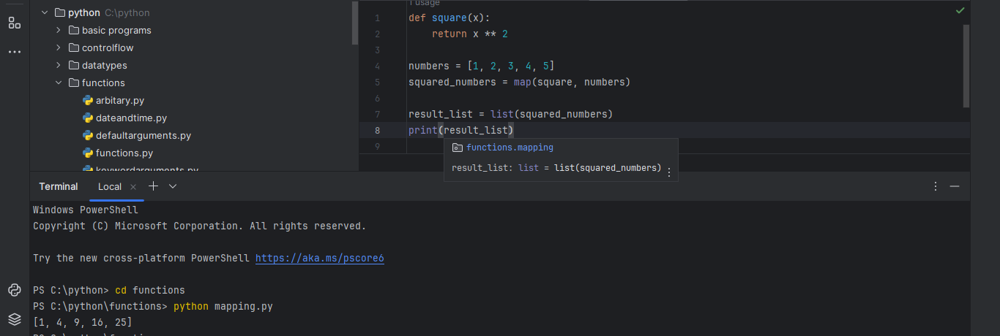 python C:\python
basic programs
controlflow
datatypes
functions
arbitary.py
dateandtime.py
defaultarguments.py
functions.py
keywordarguments.py
1 usage
1 def square(x):
2 return x ** 2
3
4 numbers = [1, 2, 3, 4, 5]
5 squared_numbers = map(square, numbers)
6
7 result_list = list(squared_numbers)
8 print(result_list)
9
functions.mapping
result_list: list = list(squared_numbers)
Terminal Local
Windows PowerShell
Copyright (C) Microsoft Corporation. All rights reserved.
Try the new cross-platform PowerShell https://aka.ms/pscore6
PS C:\python> cd functions
PS C:\python\functions> python mapping.py
[1, 4, 9, 16, 25]